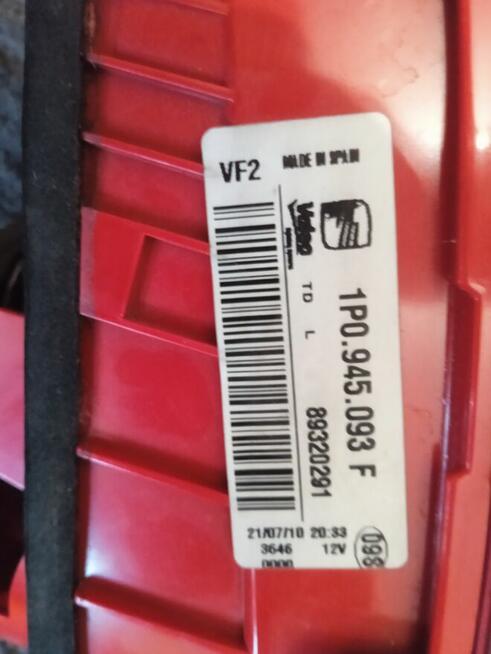 VF2 MADE IN SPAIN
Valeo
1P0.945.093 F
TD L
89320291
21/07/10 20:33
3646 12V
0000
098